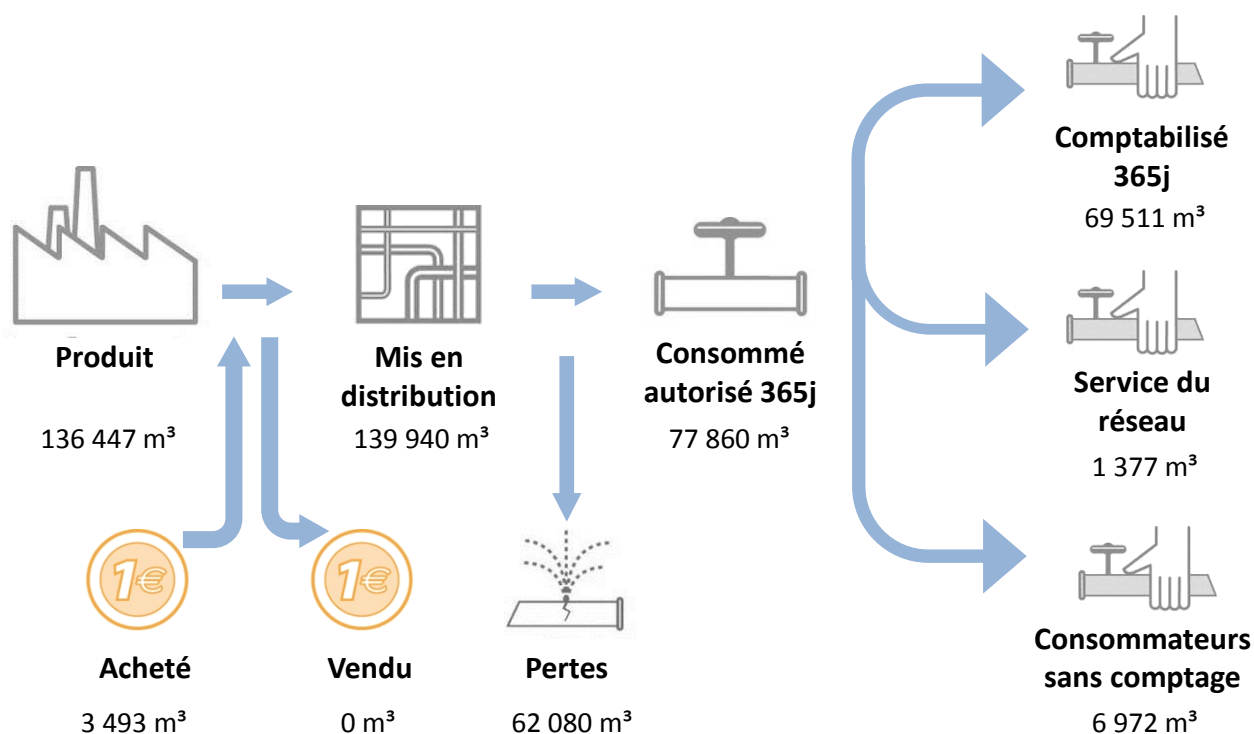 Produit
136 447 m³
Acheté
3 493 m³
1€
Vendu
0 m³
1€
Mis en
distribution
139 940 m³
Pertes
62 080 m³
Consommé
autorisé 365j
77 860 m³
Comptabilisé
365j
69 511 m³
Service du
réseau
1 377 m³
Consommateurs
sans comptage
6 972 m³